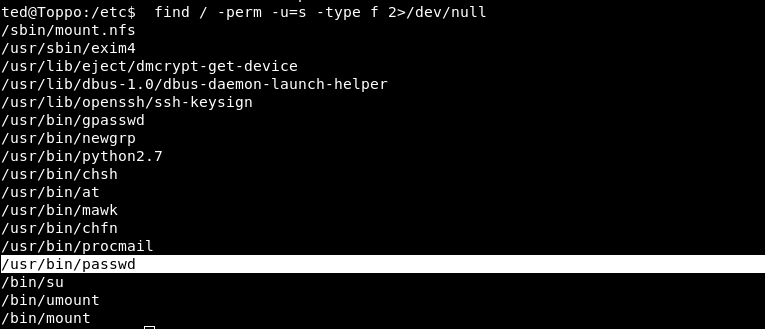 ted@Toppo:/etc$  find / -perm -u=s -type f 2>/dev/null
/sbin/mount.nfs
/usr/sbin/exim4
/usr/lib/eject/dmcrypt-get-device
/usr/lib/dbus-1.0/dbus-daemon-launch-helper
/usr/lib/openssh/ssh-keysign
/usr/bin/gpasswd
/usr/bin/newgrp
/usr/bin/python2.7
/usr/bin/chsh
/usr/bin/at
/usr/bin/mawk
/usr/bin/chfn
/usr/bin/procmail
/usr/bin/passwd
/bin/su
/bin/umount
/bin/mount